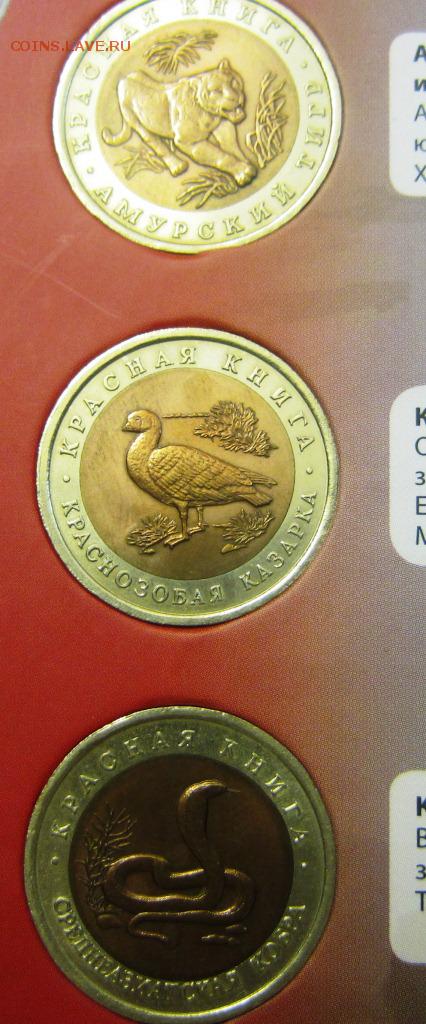 COINS.LAVE.RU
КРАСНАЯ КНИГА
АМУРСКИЙ ТИГР
А
и
А
ю
Х
КРАСНАЯ КНИГА
КРАСНОЗОБАЯ КАЗАРКА
К
О
з
Е
М
КРАСНАЯ КНИГА
СРЕДНЕАЗИАТСКАЯ КОБРА
К
В
з
Т